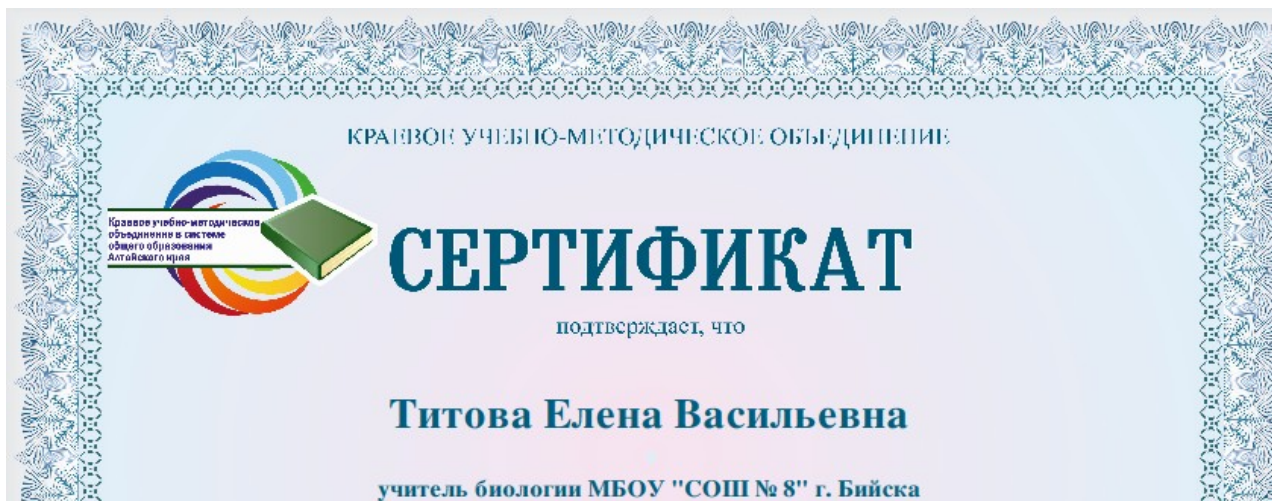 КРАЕВОЕ УЧЕБНО-МЕТОДИЧЕСКОЕ ОБЪЕДИНЕНИЕ
Краевое учебно-методическое
объединение в системе
общего образования
Алтайского края
СЕРТИФИКАТ
подтверждает, что
Титова Елена Васильевна
учитель биологии МБОУ "СОШ № 8" г. Бийска